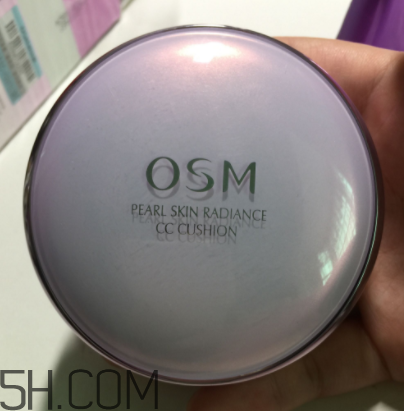 OSM
PEARL SKIN RADIANCE
CC CUSHION
5H.COM